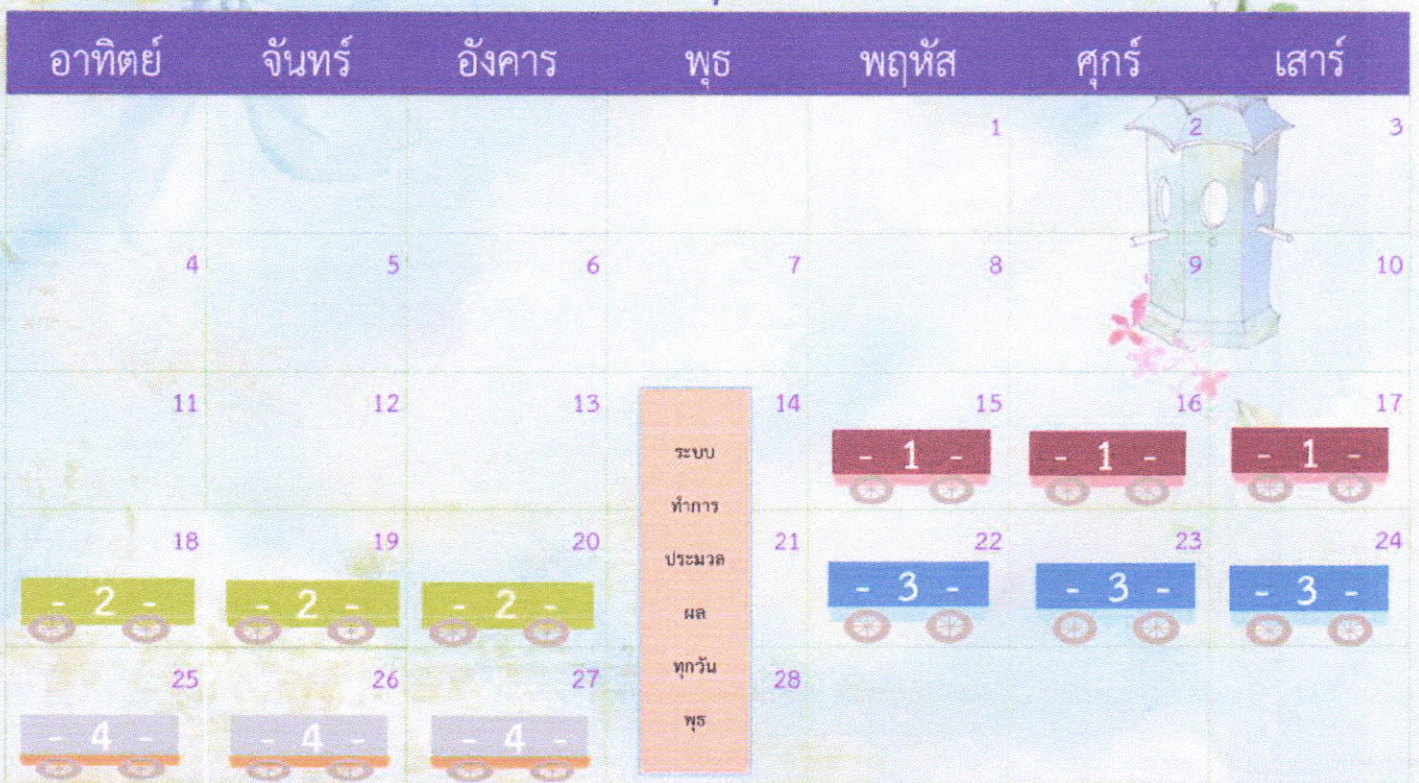 อาทิตย์ จันทร์ อังคาร พุธ พฤหัส ศุกร์ เสาร์
1 2 3
4 5 6 7 8 9 10
11 12 13 14 15 16 17
ระบบ
- 1 - - 1 - - 1 -
ทำการ
18 19 20 21 22 23 24
ประมวล
- 2 - - 2 - - 2 - - 3 - - 3 - - 3 -
ผล
ทุกวัน
25 26 27 28
พุธ
- 4 - - 4 - - 4 -